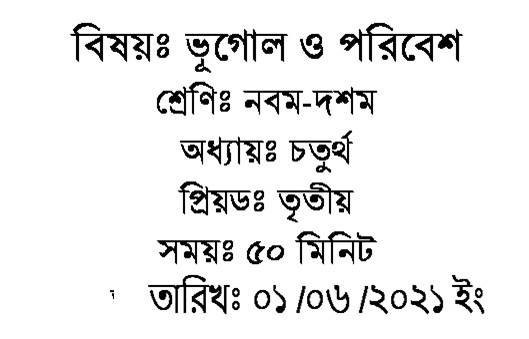 বিষয়ঃ ভূগোল ও পরিবেশ
শ্রেণিঃ নবম-দশম
অধ্যায়ঃ চতুর্থ
প্রিয়ডঃ তৃতীয়
সময়ঃ ৫০ মিনিট
তারিখঃ ০১ /০৬ /২০২১ ইং